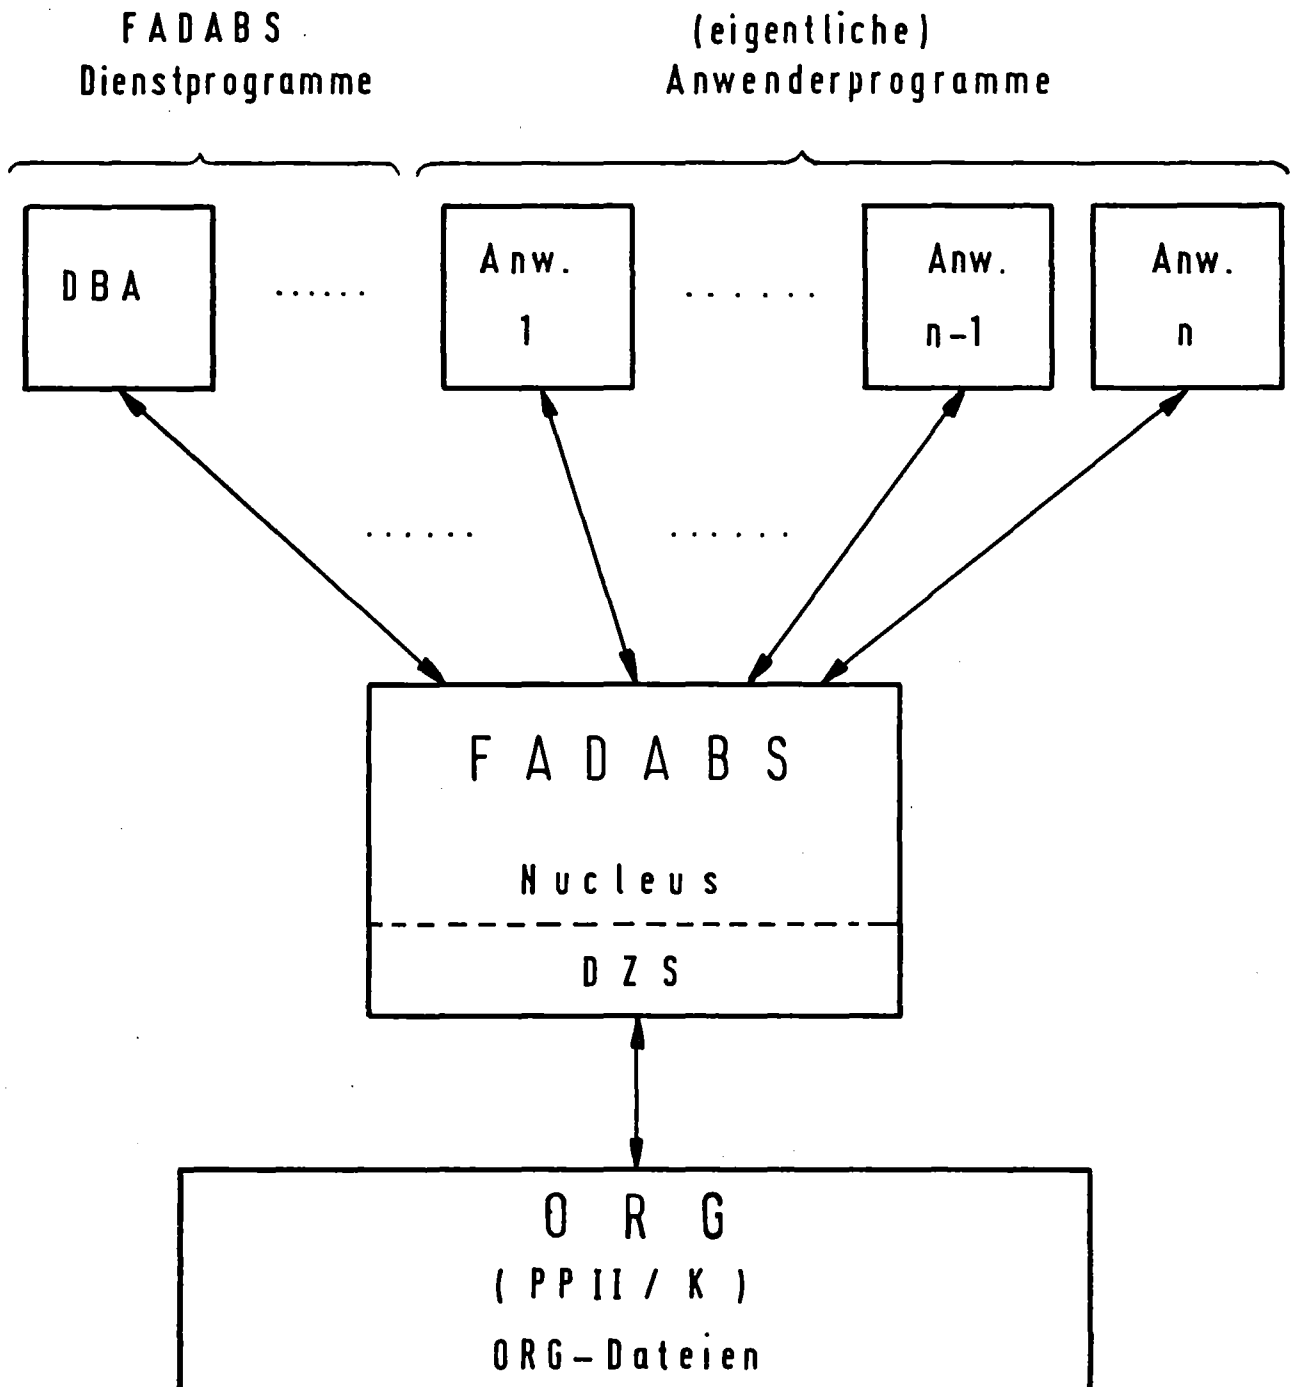 FADABS
Dienstprogramme
(eigentliche)
Anwenderprogramme
DBA
......
Anw.
1
......
Anw.
n-1
Anw.
n
......
......
FADABS
Nucleus
DZS
ORG
(PPII/K)
ORG-Dateien